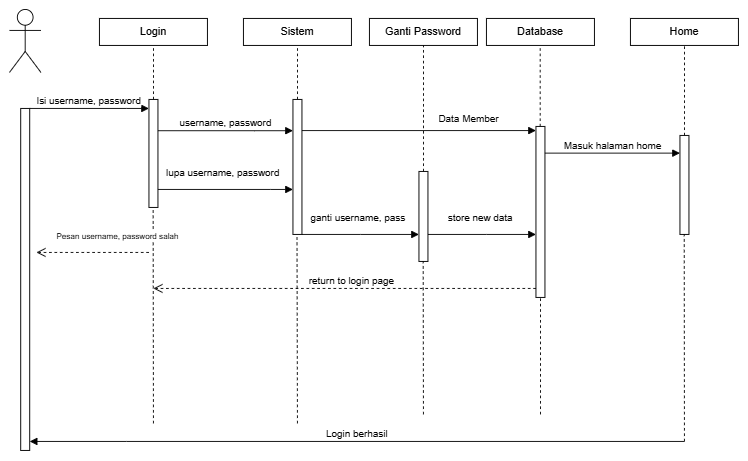 Login
Sistem
Ganti Password
Database
Home
Isi username, password
username, password
Data Member
Masuk halaman home
lupa username, password
ganti username, pass
store new data
Pesan username, password salah
return to login page
Login berhasil